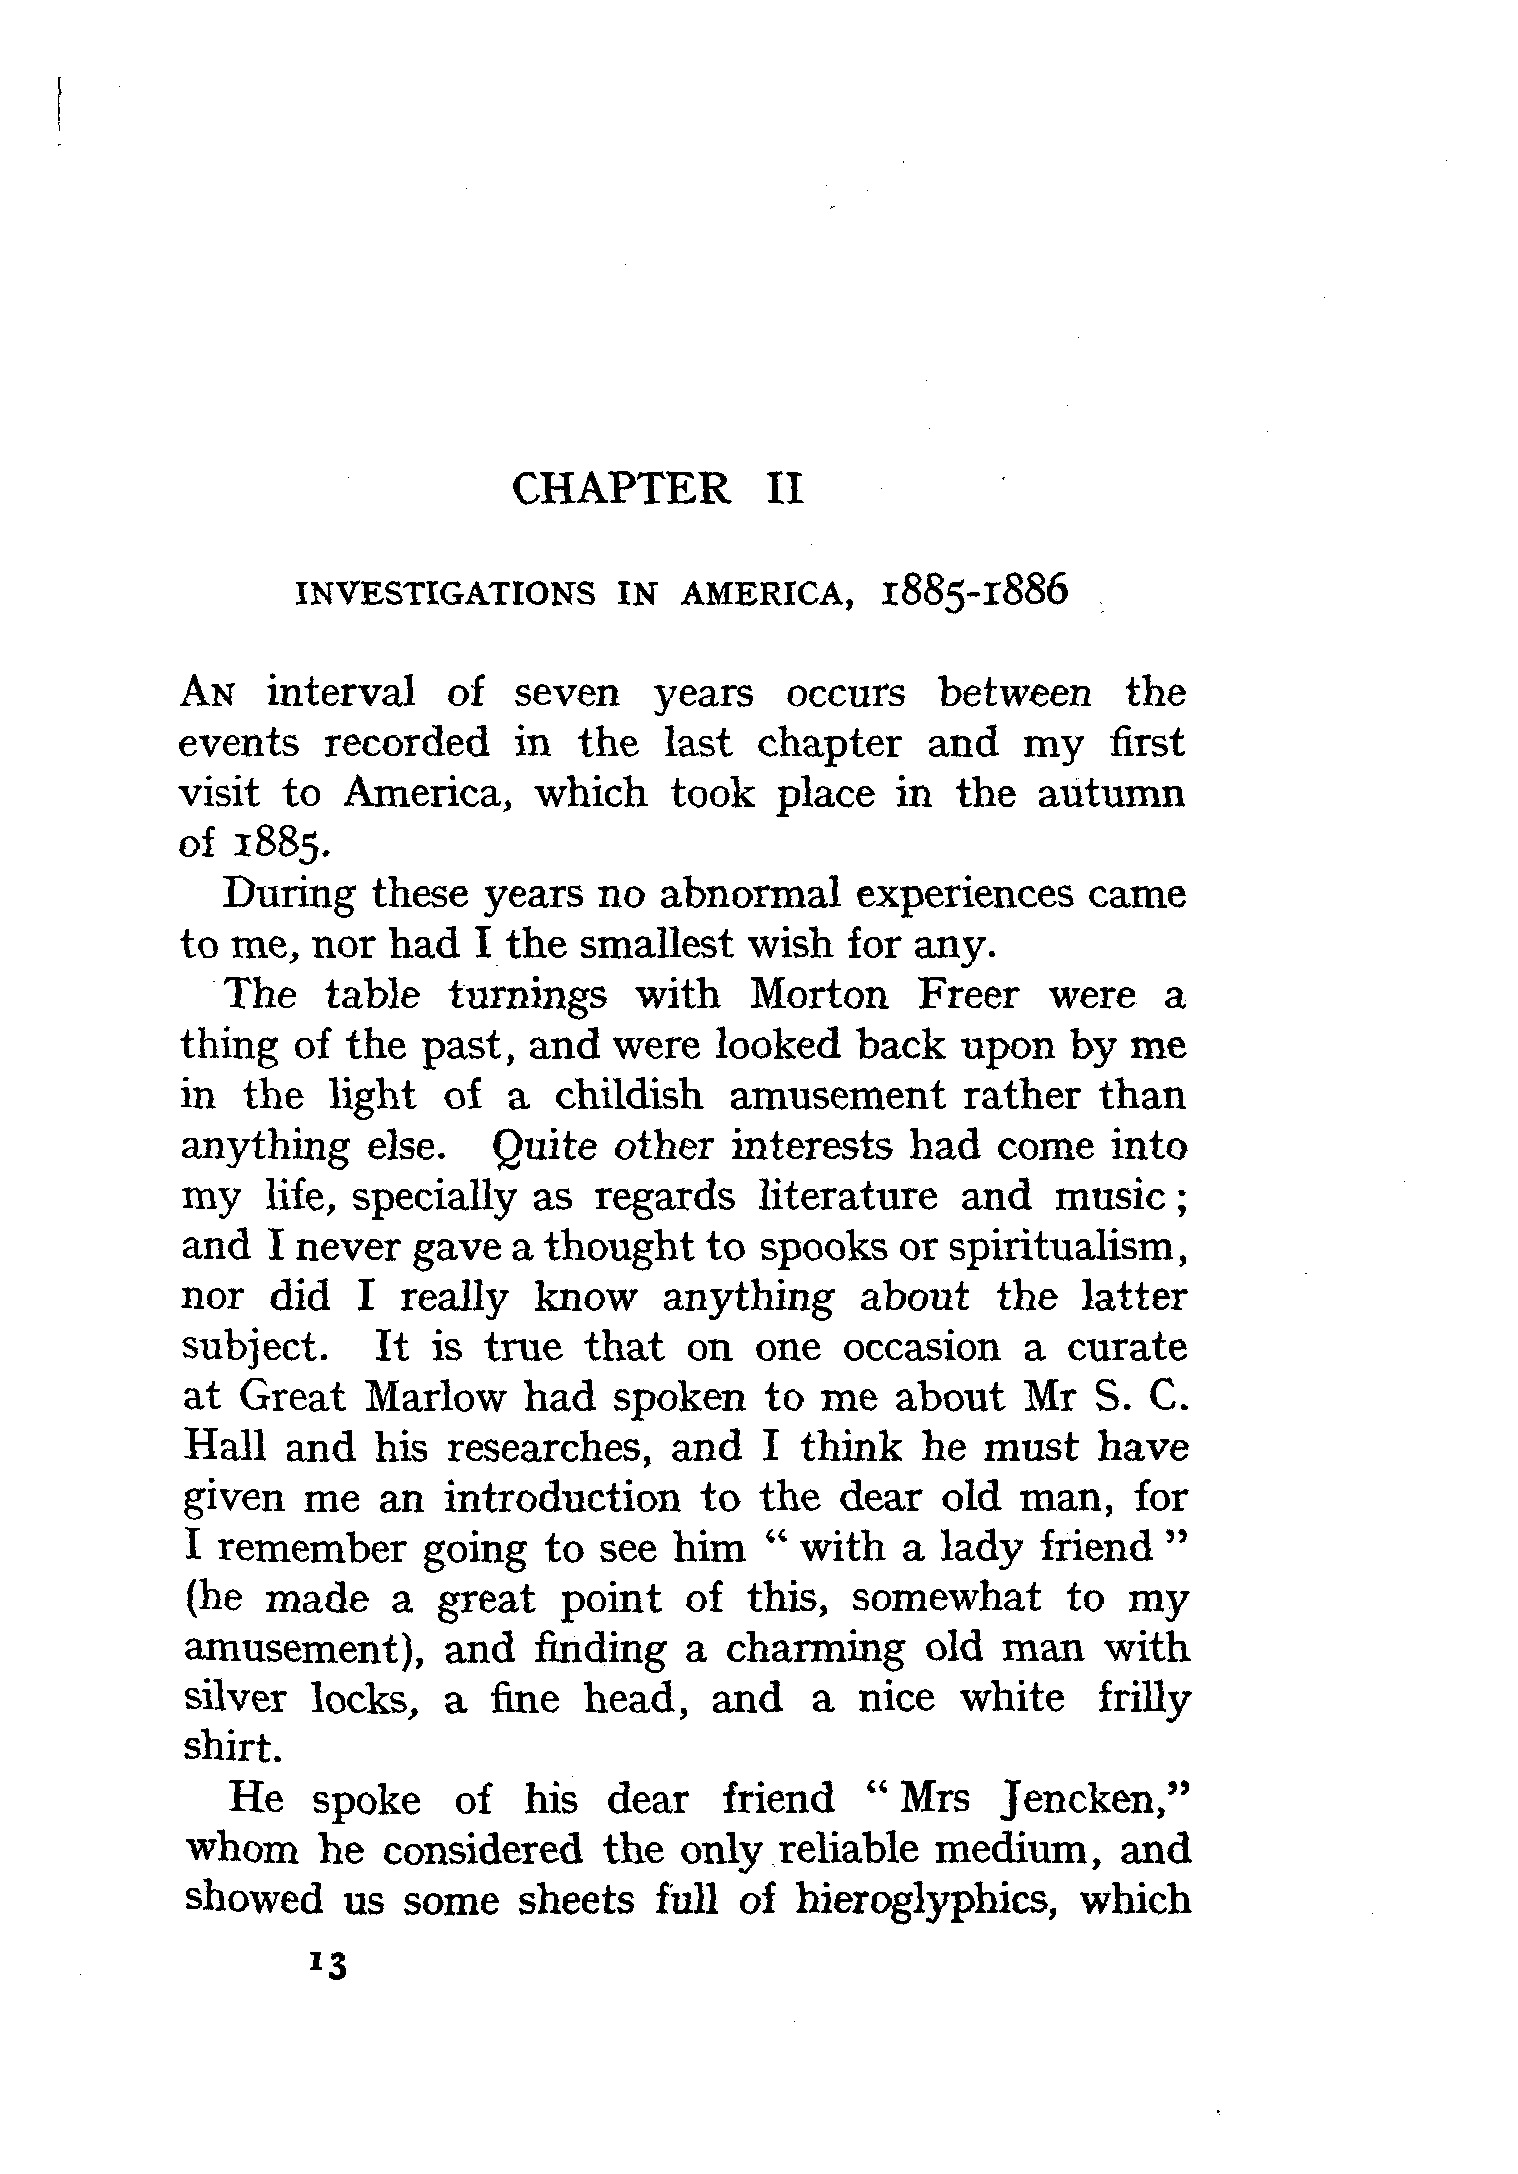 CHAPTER II
INVESTIGATIONS IN AMERICA, 1885-1886
AN interval of seven years occurs between the
events recorded in the last chapter and my first
visit to America, which took place in the autumn
of 1885.
During these years no abnormal experiences came
to me, nor had I the smallest wish for any.
The table turnings with Morton Freer were a
thing of the past, and were looked back upon by me
in the light of a childish amusement rather than
anything else. Quite other interests had come into
my life, specially as regards literature and music ;
and I never gave a thought to spooks or spiritualism,
nor did I really know anything about the latter
subject. It is true that on one occasion a curate
at Great Marlow had spoken to me about Mr S. C.
Hall and his researches, and I think he must have
given me an introduction to the dear old man, for
I remember going to see him “ with a lady friend ”
(he made a great point of this, somewhat to my
amusement), and finding a charming old man with
silver locks, a fine head, and a nice white frilly
shirt.
He spoke of his dear friend “ Mrs Jencken,”
whom he considered the only reliable medium, and
showed us some sheets full of hieroglyphics, which
13